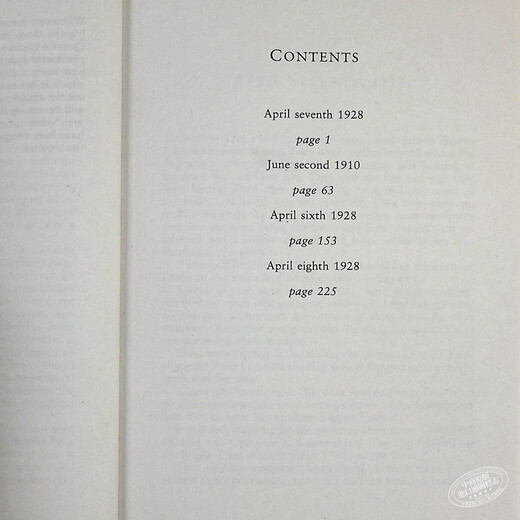 CONTENTS
April seventh 1928
page 1
June second 1910
page 63
April sixth 1928
page 153
April eighth 1928
page 225